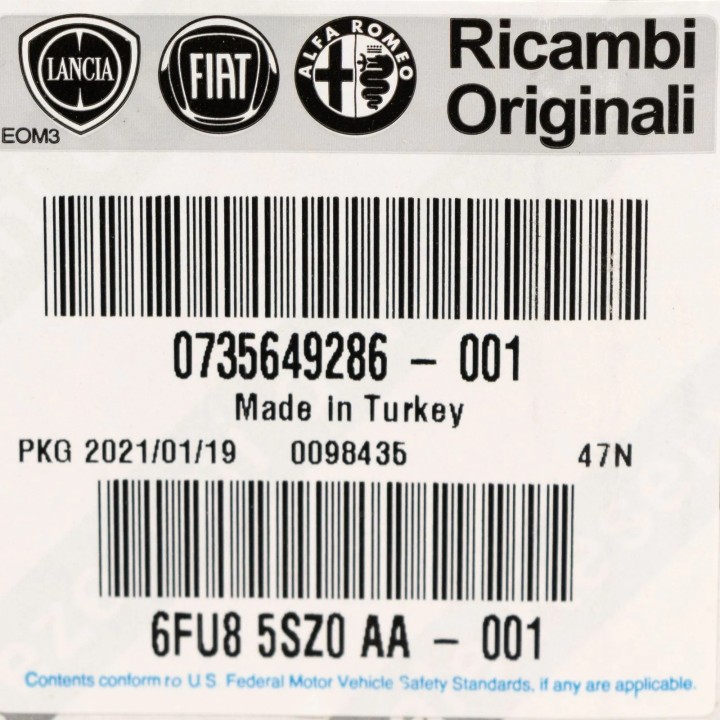 LANCIA FIAT ALFA ROMEO
Ricambi
Originali
EOM3
0735649286 - 001
Made in Turkey
PKG 2021/01/19 0098435 47N
6FU8 5SZ0 AA - 001
Contents conform to U.S. Federal Motor Vehicle Safety Standards, if any are applicable.